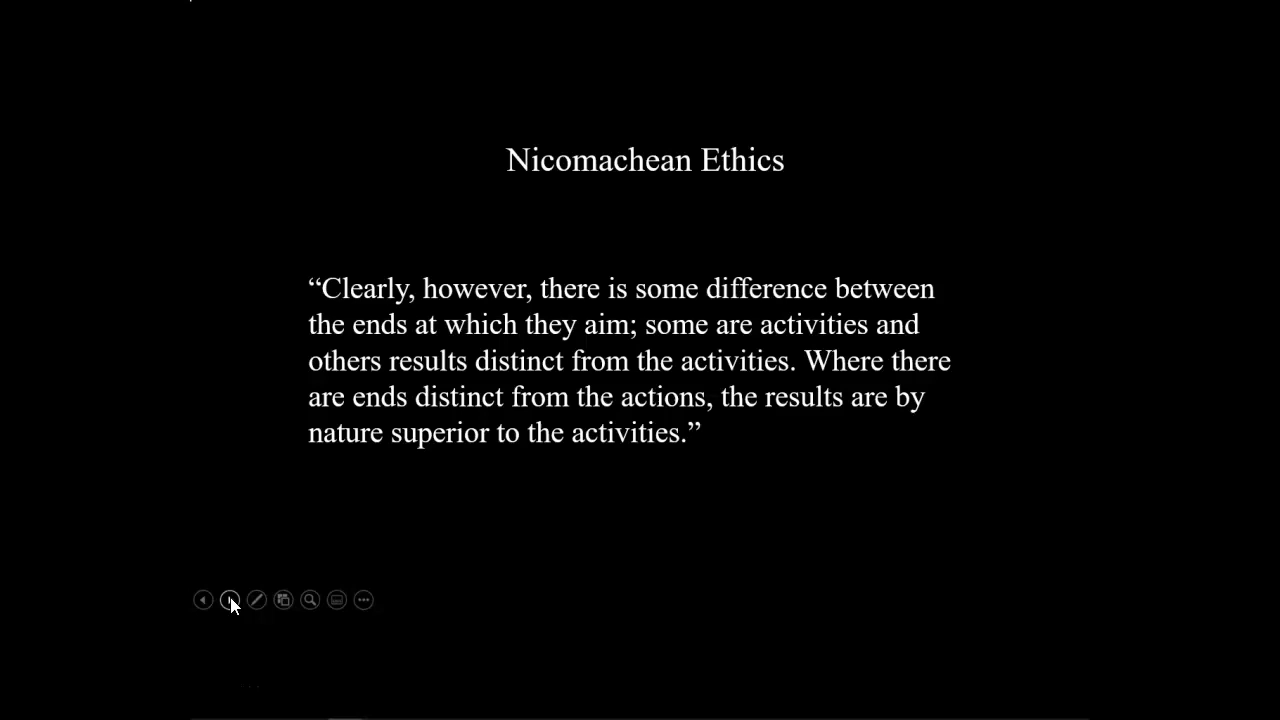 Nicomachean Ethics
“Clearly, however, there is some difference between
the ends at which they aim; some are activities and
others results distinct from the activities. Where there
are ends distinct from the actions, the results are by
nature superior to the activities.”